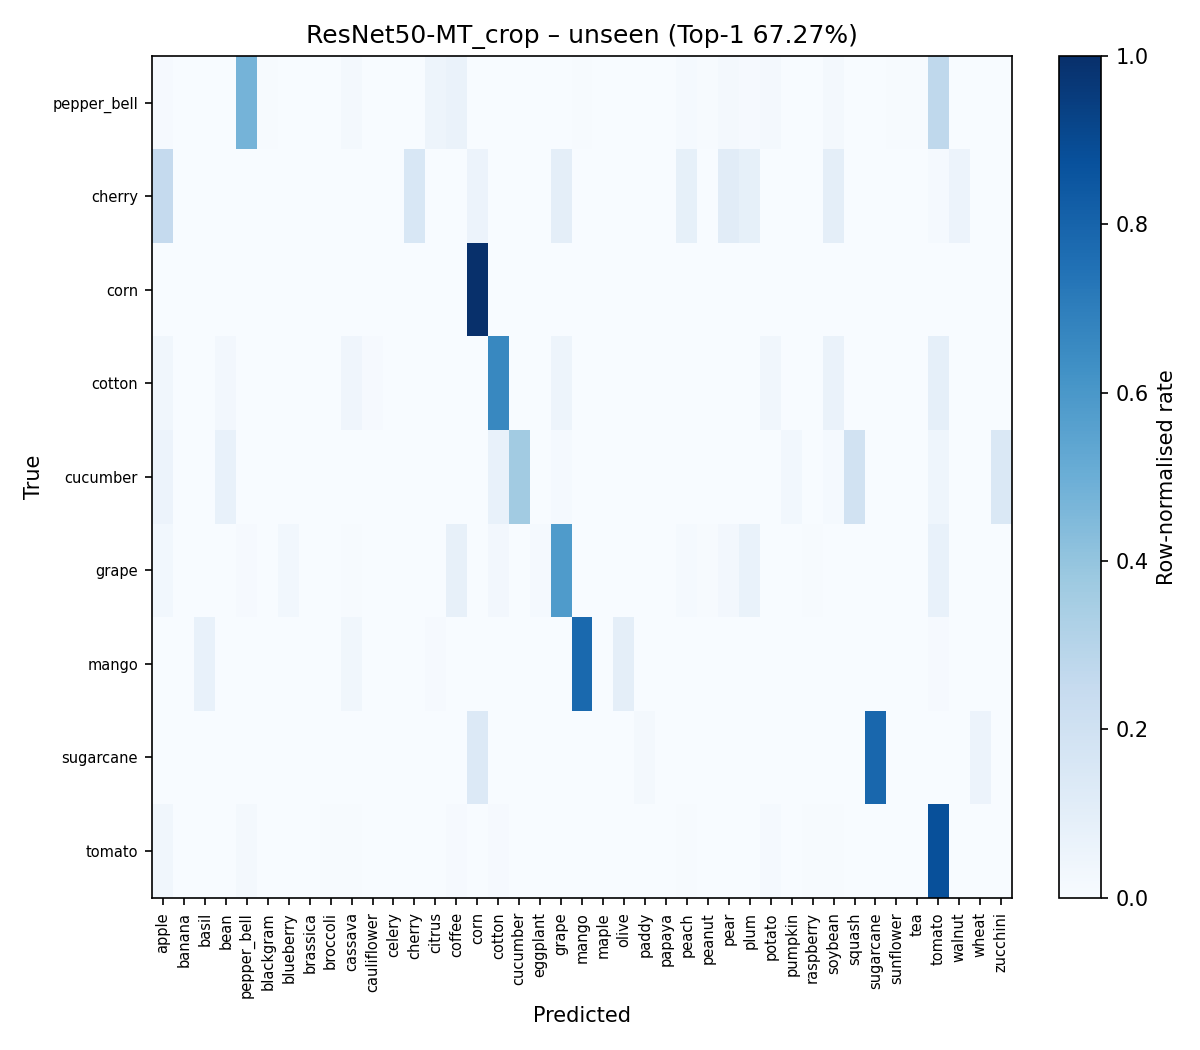 ResNet50-MT_crop – unseen (Top-1 67.27%)
True
pepper_bell
cherry
corn
cotton
cucumber
grape
mango
sugarcane
tomato
apple
banana
basil
bean
pepper_bell
blackgram
blueberry
brassica
broccoli
cassava
cauliflower
celery
cherry
citrus
coffee
corn
cotton
cucumber
eggplant
grape
mango
maple
olive
paddy
papaya
peach
peanut
pear
plum
potato
pumpkin
raspberry
soybean
squash
sugarcane
sunflower
tea
tomato
walnut
wheat
zucchini
Predicted
1.0
0.8
0.6
0.4
0.2
0.0
Row-normalised rate